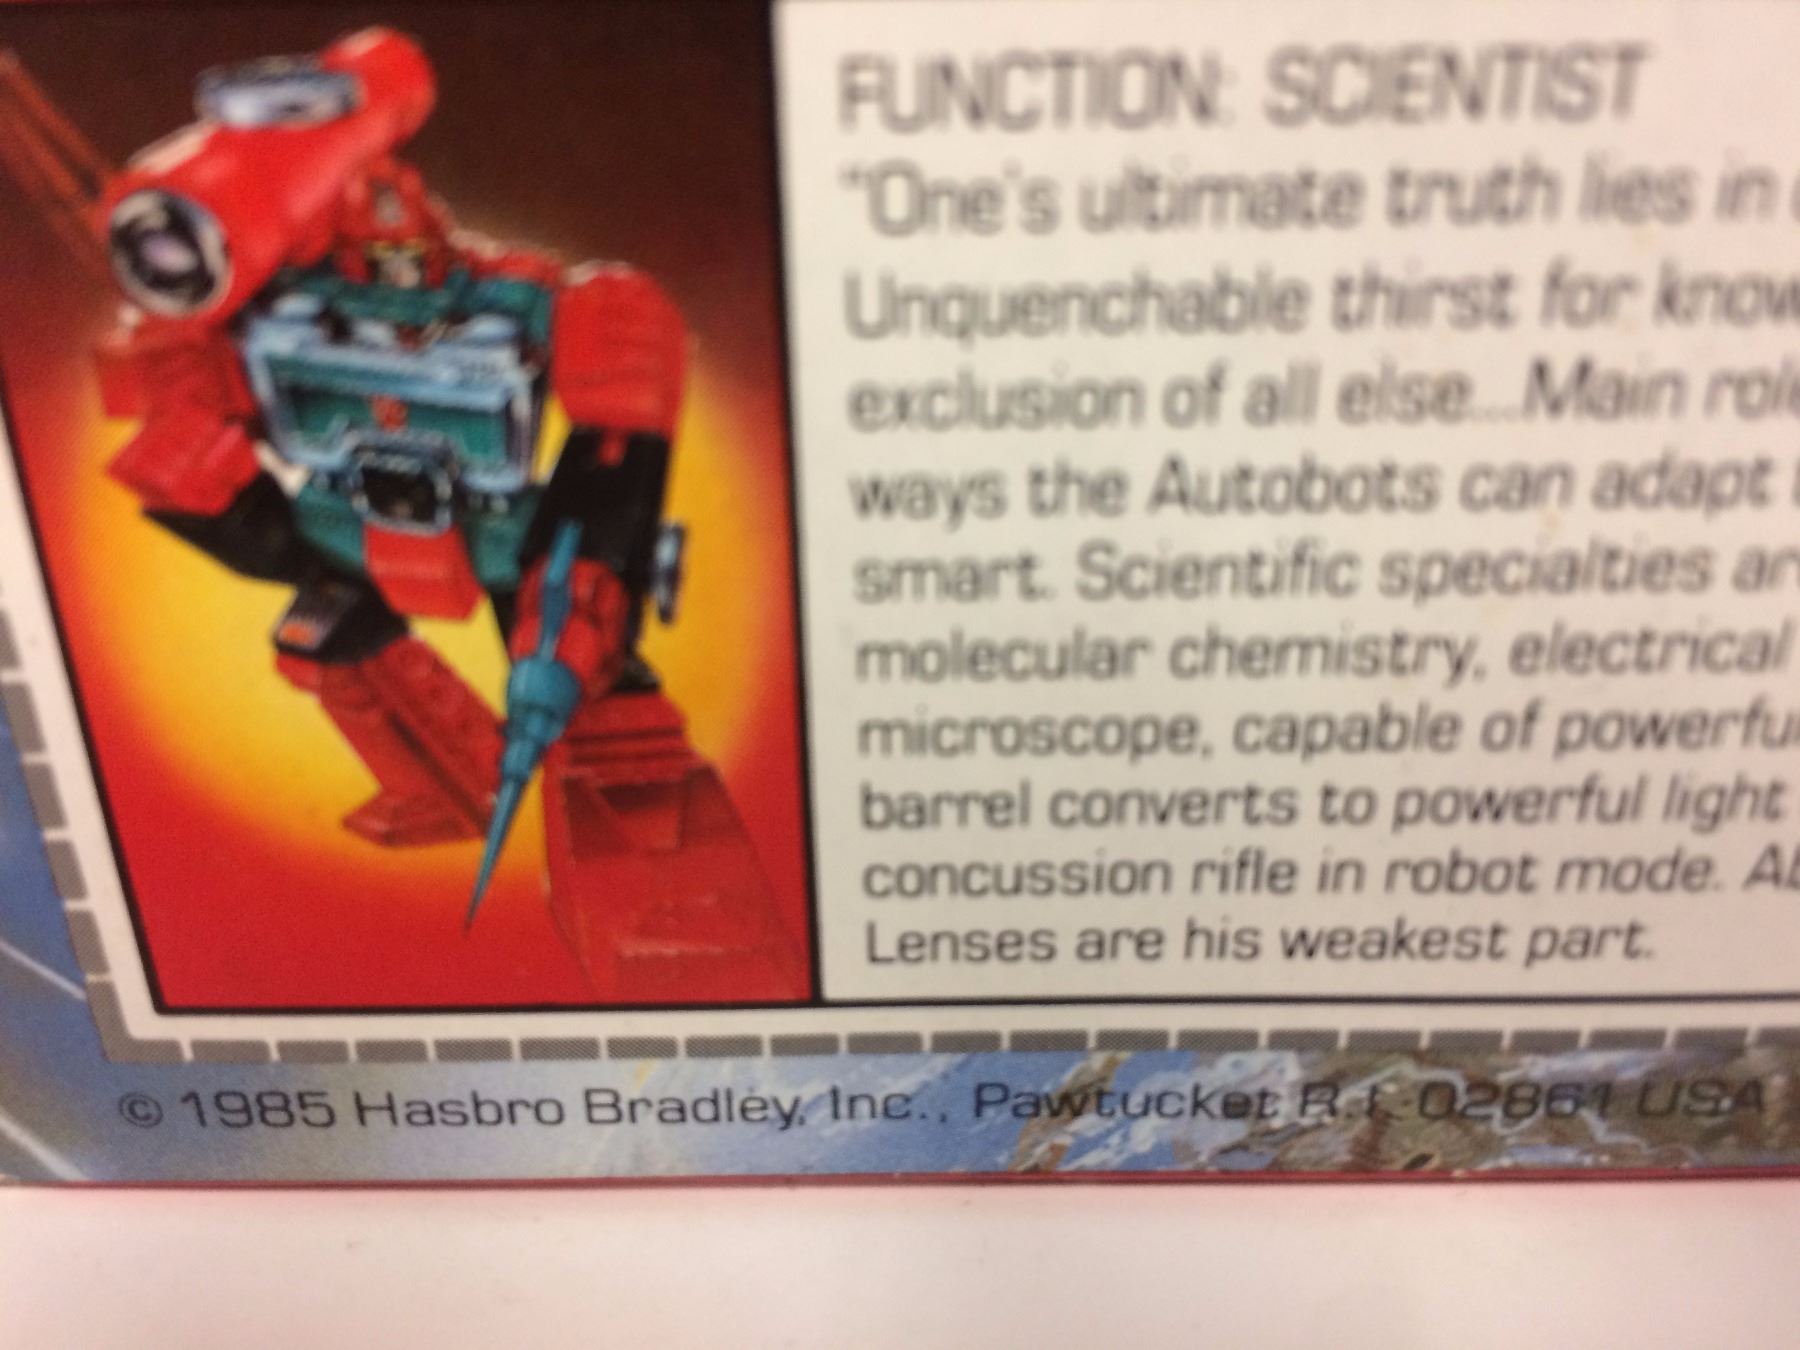 FUNCTION: SCIENTIST
"One's ultimate truth lies in
Unquenchable thirst for know
exclusion of all else...Main role
ways the Autobots can adapt t
smart. Scientific specialties ar
molecular chemistry, electrical
microscope, capable of powerfu
barrel converts to powerful light
concussion rifle in robot mode. Ab
Lenses are his weakest part.
© 1985 Hasbro Bradley, Inc., Pawtucket R.I. 02861 USA